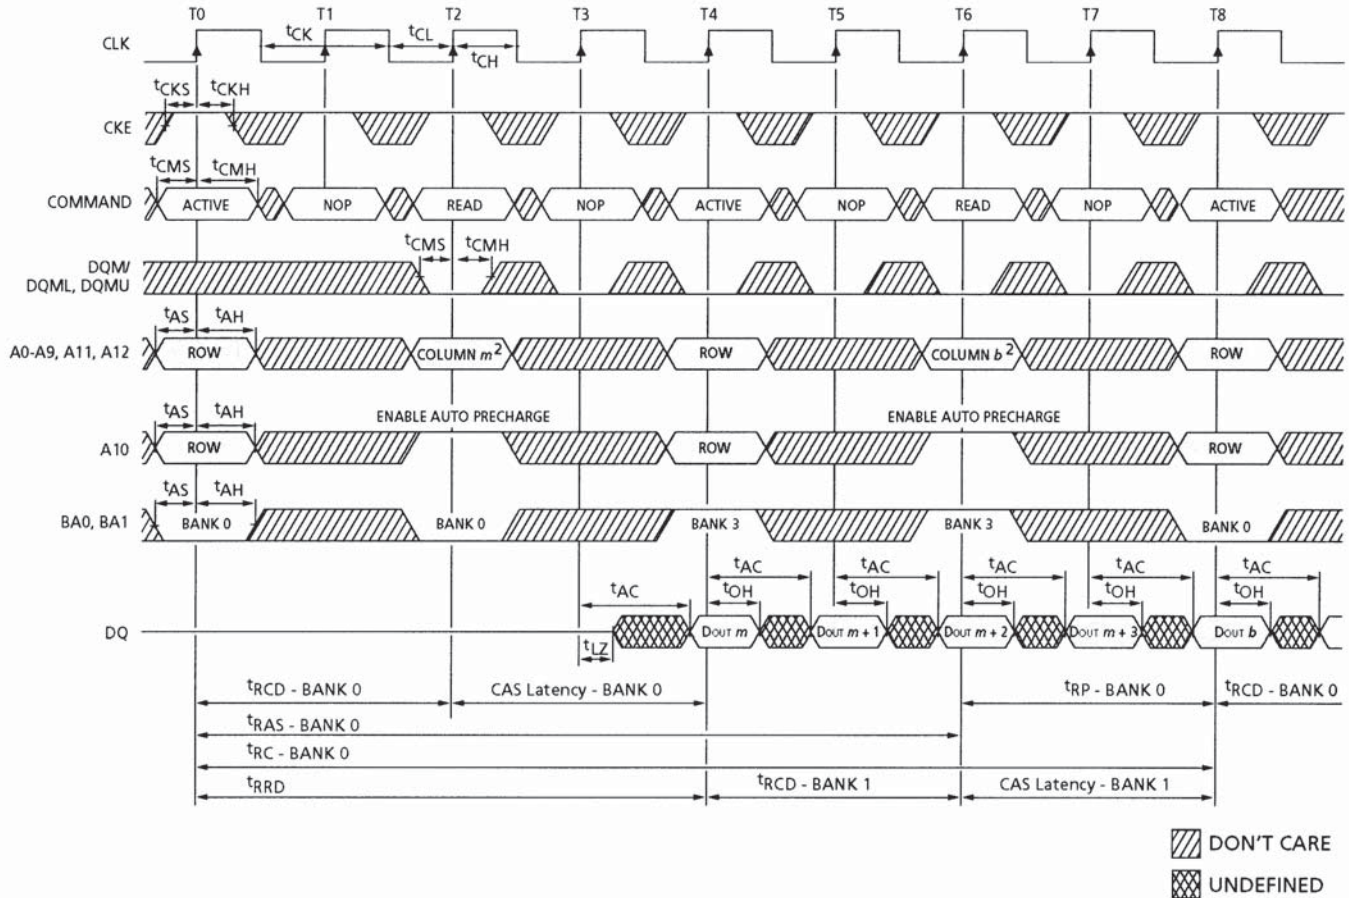 T0 T1 T2 T3 T4 T5 T6 T7 T8
CLK
tCK tCL
tCH
tCKS tCKH
CKE
tCMS tCMH
COMMAND ACTIVE NOP READ NOP ACTIVE NOP READ NOP ACTIVE
tCMS tCMH
DQM/
DQML, DQMU
tAS tAH
A0-A9, A11, A12 ROW COLUMN m2 ROW COLUMN b2 ROW
ENABLE AUTO PRECHARGE ENABLE AUTO PRECHARGE
tAS tAH
A10 ROW ROW ROW
tAS tAH
BA0, BA1 BANK 0 BANK 0 BANK 3 BANK 3 BANK 0
tAC tAC tAC tAC tAC tAC
tOH tOH tOH tOH tOH
DQ DOUT m DOUT m + 1 DOUT m + 2 DOUT m + 3 DOUT b
tLZ
tRCD - BANK 0 CAS Latency - BANK 0 tRP - BANK 0 tRCD - BANK 0
tRAS - BANK 0
tRC - BANK 0
tRRD tRCD - BANK 1 CAS Latency - BANK 1
DON'T CARE
UNDEFINED